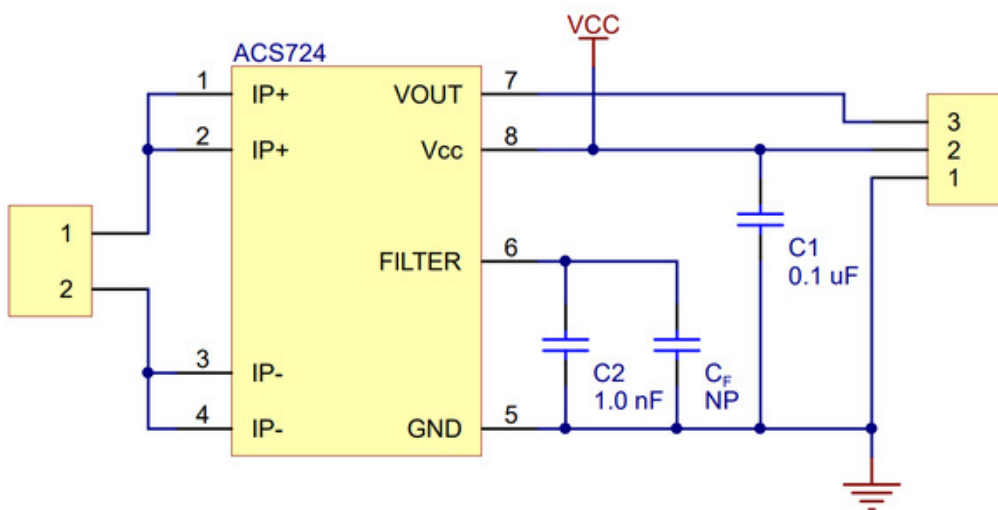 VCC
ACS724
1 IP+ VOUT 7
2 IP+ Vcc 8
3
2
1
1
2
FILTER 6
C1
0.1 uF
3 IP-
4 IP- GND 5
C2
1.0 nF
CF
NP